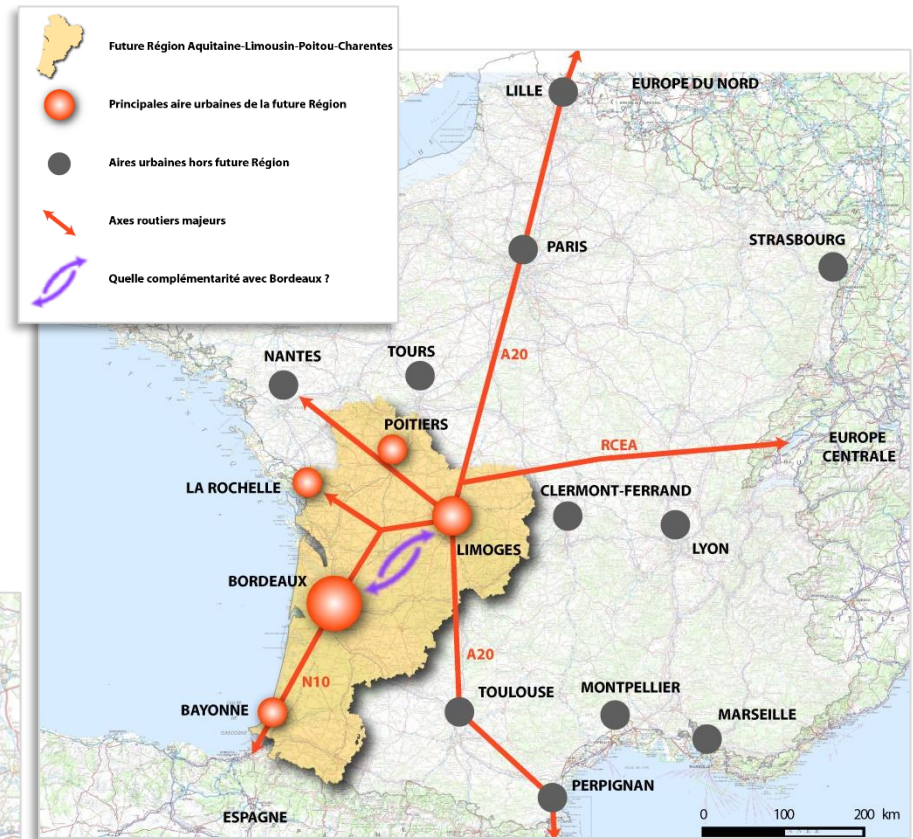 Future Région Aquitaine-Limousin-Poitou-Charentes
Principales aire urbaines de la future Région
Aires urbaines hors future Région
Axes routiers majeurs
Quelle complémentarité avec Bordeaux ?
LILLE
EUROPE DU NORD
PARIS
STRASBOURG
NANTES
TOURS
A20
POITIERS
RCEA
EUROPE
CENTRALE
LA ROCHELLE
CLERMONT-FERRAND
LIMOGES
LYON
BORDEAUX
A20
N10
TOULOUSE
MONTPELLIER
BAYONNE
MARSEILLE
PERPIGNAN
ESPAGNE
0 100 200 km